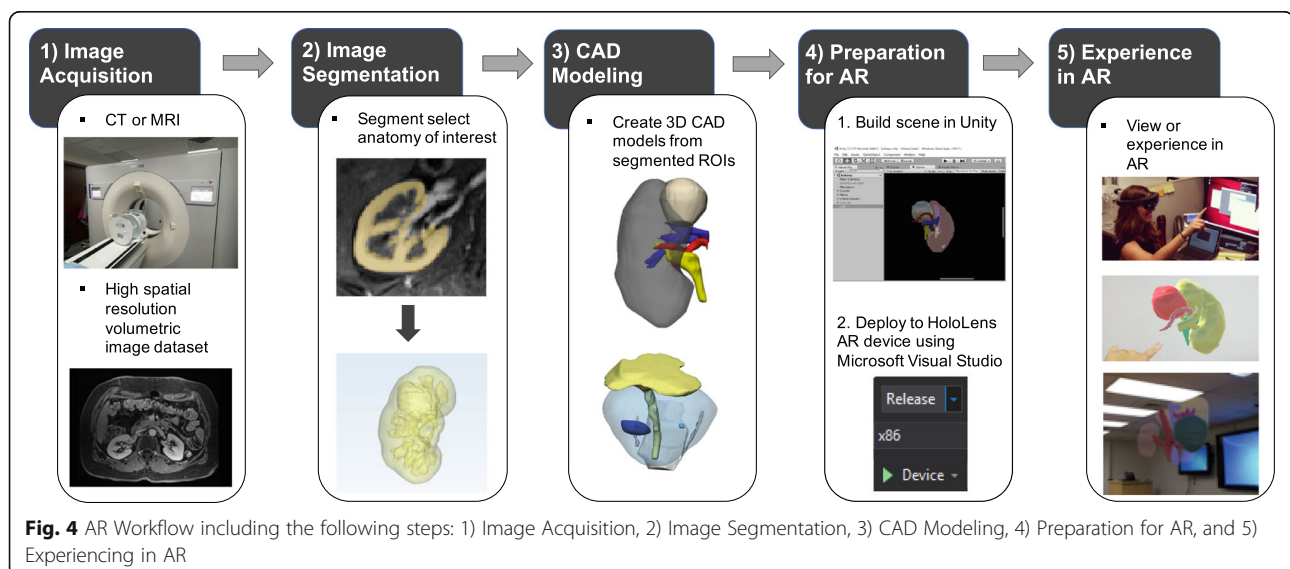 1) Image
Acquisition
2) Image
Segmentation
3) CAD
Modeling
4) Preparation
for AR
5) Experience
in AR
▪ CT or MRI
▪ High spatial
resolution
volumetric
image dataset
▪ Segment select
anatomy of interest
▪ Create 3D CAD
models from
segmented ROIs
1. Build scene in Unity
2. Deploy to HoloLens
AR device using
Microsoft Visual Studio
Release
x86
Device
▪ View or
experience in
AR
Fig. 4 AR Workflow including the following steps: 1) Image Acquisition, 2) Image Segmentation, 3) CAD Modeling, 4) Preparation for AR, and 5)
Experiencing in AR